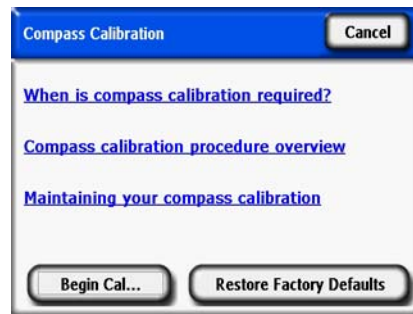 Compass Calibration
Cancel
When is compass calibration required?
Compass calibration procedure overview
Maintaining your compass calibration
Begin Cal...
Restore Factory Defaults